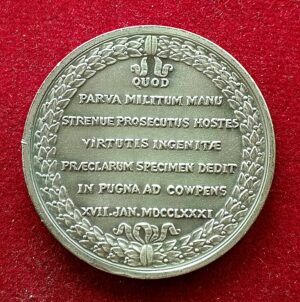 QUOD
PARVA MILITUM MANU
STRENUE PROSECUTUS HOSTES
VIRTUTIS INGENITÆ
PRÆCLARUM SPECIMEN DEDIT
IN PUGNA AD COWPENS
XVII. JAN. MDCCLXXXI